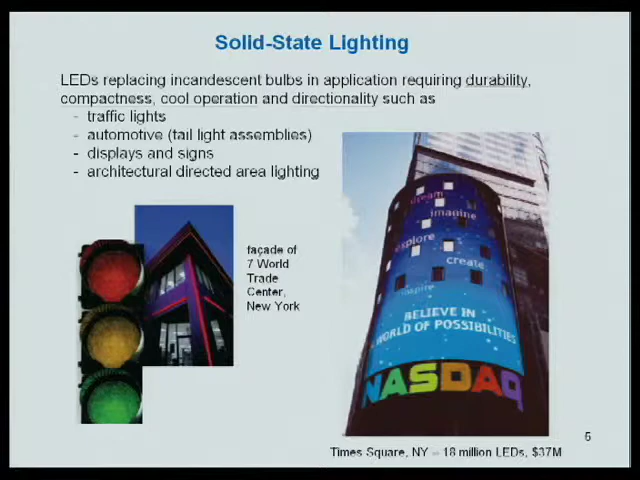 Solid-State Lighting
LEDs replacing incandescent bulbs in application requiring durability,
compactness, cool operation and directionality such as
- traffic lights
- automotive (tail light assemblies)
- displays and signs
- architectural directed area lighting
façade of
7 World
Trade
Center,
New York
dream
imagine
explore
create
inspire
BELIEVE IN
WORLD OF POSSIBILITIES
NASDAQ
Times Square, NY – 18 million LEDs, $37M
5